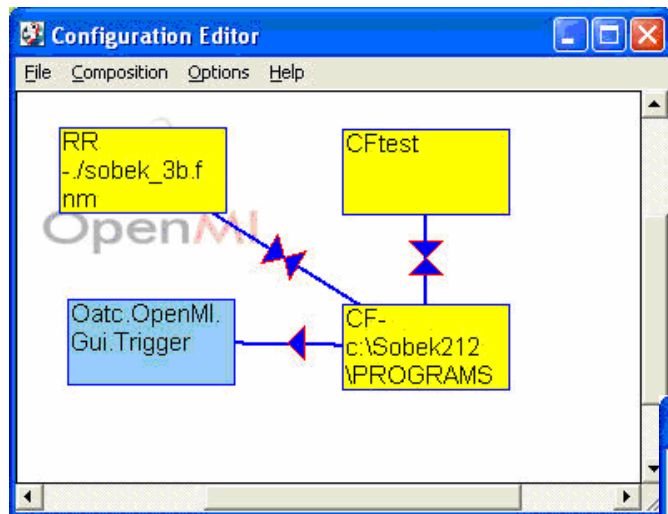 Configuration Editor
File Composition Options Help
RR
-./sobek_3b.f
nm
CFtest
OpenMI
Oatc.OpenMI.
Gui.Trigger
CF-
c:\Sobek212
\PROGRAMS